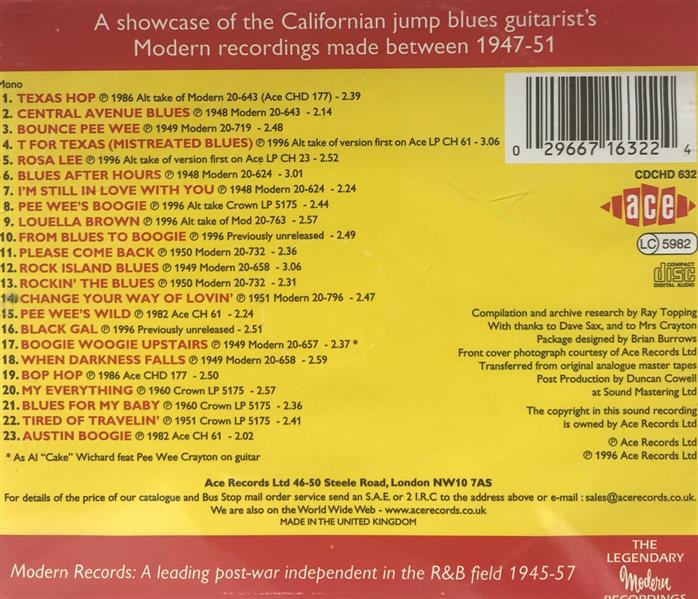 A showcase of the Californian jump blues guitarist's
Modern recordings made between 1947-51
Mono
1. TEXAS HOP ℗ 1986 Alt take of Modern 20-643 (Ace CHD 177) - 2.39
2. CENTRAL AVENUE BLUES ℗ 1948 Modern 20-643 - 2.14
3. BOUNCE PEE WEE ℗ 1949 Modern 20-719 - 2.48
4. T FOR TEXAS (MISTREATED BLUES) ℗ 1996 Alt take of version first on Ace LP CH 61 - 3.06
5. ROSA LEE ℗ 1996 Alt take of version first on Ace LP CH 23 - 2.52
6. BLUES AFTER HOURS ℗ 1948 Modern 20-624 - 3.01
7. I'M STILL IN LOVE WITH YOU ℗ 1948 Modern 20-624 - 2.24
8. PEE WEE'S BOOGIE ℗ 1996 Alt take Crown LP 5175 - 2.44
9. LOUELLA BROWN ℗ 1996 Alt take of Mod 20-763 - 2.57
10. FROM BLUES TO BOOGIE ℗ 1996 Previously unreleased - 2.49
11. PLEASE COME BACK ℗ 1950 Modern 20-732 - 2.36
12. ROCK ISLAND BLUES ℗ 1949 Modern 20-658 - 3.06
13. ROCKIN' THE BLUES ℗ 1950 Modern 20-732 - 2.31
14. CHANGE YOUR WAY OF LOVIN' ℗ 1951 Modern 20-796 - 2.47
15. PEE WEE'S WILD ℗ 1982 Ace CH 61 - 2.24
16. BLACK GAL ℗ 1996 Previously unreleased - 2.51
17. BOOGIE WOOGIE UPSTAIRS ℗ 1949 Modern 20-657 - 2.37 *
18. WHEN DARKNESS FALLS ℗ 1949 Modern 20-658 - 2.59
19. BOP HOP ℗ 1986 Ace CHD 177 - 2.50
20. MY EVERYTHING ℗ 1960 Crown LP 5175 - 2.57
21. BLUES FOR MY BABY ℗ 1960 Crown LP 5175 - 2.36
22. TIRED OF TRAVELIN' ℗ 1951 Crown LP 5175 - 2.41
23. AUSTIN BOOGIE ℗ 1982 Ace CH 61 - 2.02
* As Al "Cake" Wichard feat Pee Wee Crayton on guitar
0 29667 16322 4
CDCHD 632
ace
LC 5982
COMPACT
disc
DIGITAL AUDIO
Compilation and archive research by Ray Topping
With thanks to Dave Sax, and to Mrs Crayton
Package designed by Brian Burrows
Front cover photograph courtesy of Ace Records Ltd
Transferred from original analogue master tapes
Post Production by Duncan Cowell
at Sound Mastering Ltd
The copyright in this sound recording
is owned by Ace Records Ltd
℗ Ace Records Ltd
© 1996 Ace Records Ltd
Ace Records Ltd 46-50 Steele Road, London NW10 7AS
For details of the price of our catalogue and Bus Stop mail order service send an S.A.E. or 2 I.R.C to the address above or e-mail : sales@acerecords.co.uk
We are also on the World Wide Web - www.acerecords.co.uk
MADE IN THE UNITED KINGDOM
Modern Records: A leading post-war independent in the R&B field 1945-57
THE
LEGENDARY
Modern
RECORDINGS